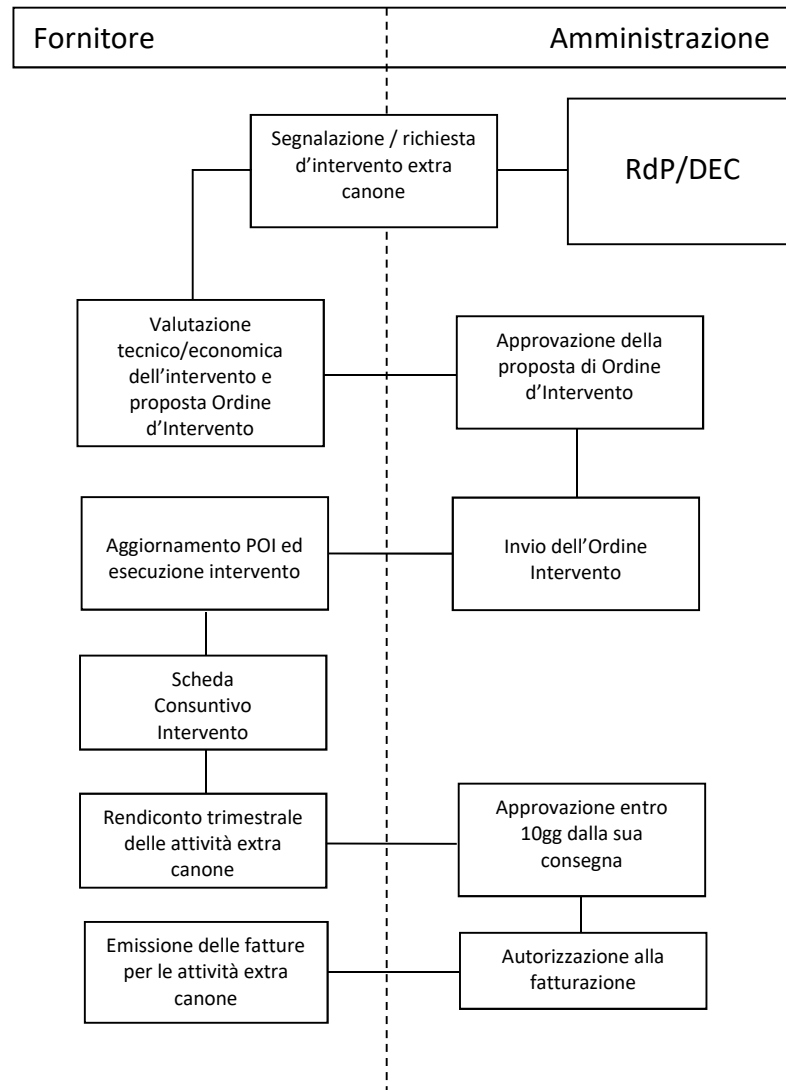 Fornitore
Amministrazione
Segnalazione / richiesta
d'intervento extra
canone
RdP/DEC
Valutazione
tecnico/economica
dell'intervento e
proposta Ordine
d'Intervento
Approvazione della
proposta di Ordine
d'Intervento
Aggiornamento POI ed
esecuzione intervento
Invio dell'Ordine
Intervento
Scheda
Consuntivo
Intervento
Rendiconto trimestrale
delle attività extra
canone
Approvazione entro
10gg dalla sua
consegna
Emissione delle fatture
per le attività extra
canone
Autorizzazione alla
fatturazione